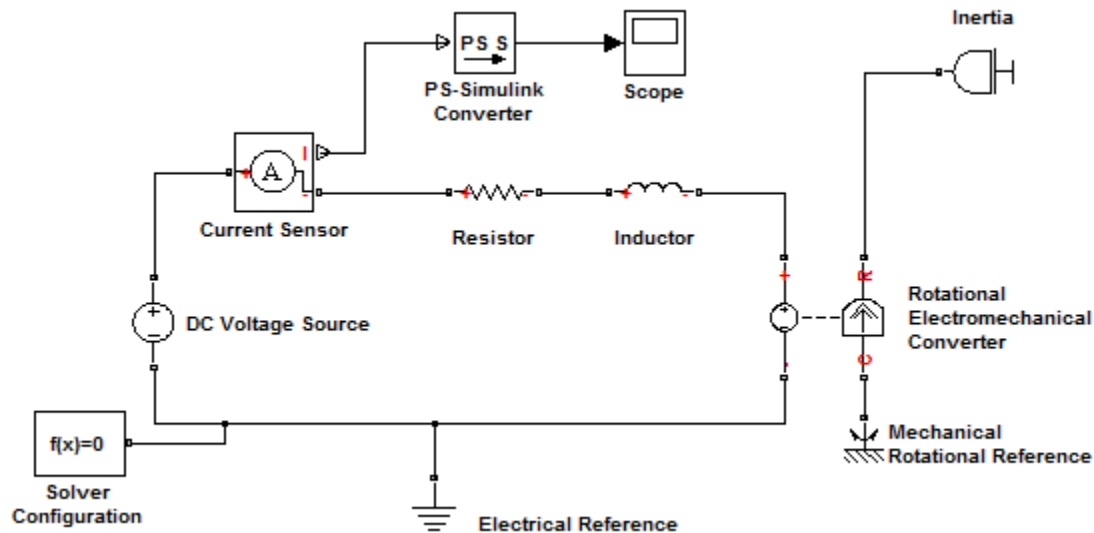 Inertia
PS S
PS-Simulink
Converter
Scope
I
+
A
-
Current Sensor
+
-
Resistor
+
-
Inductor
+
-
DC Voltage Source
+
-
+
-
R
C
Rotational
Electromechanical
Converter
f(x)=0
Solver
Configuration
Mechanical
Rotational Reference
Electrical Reference